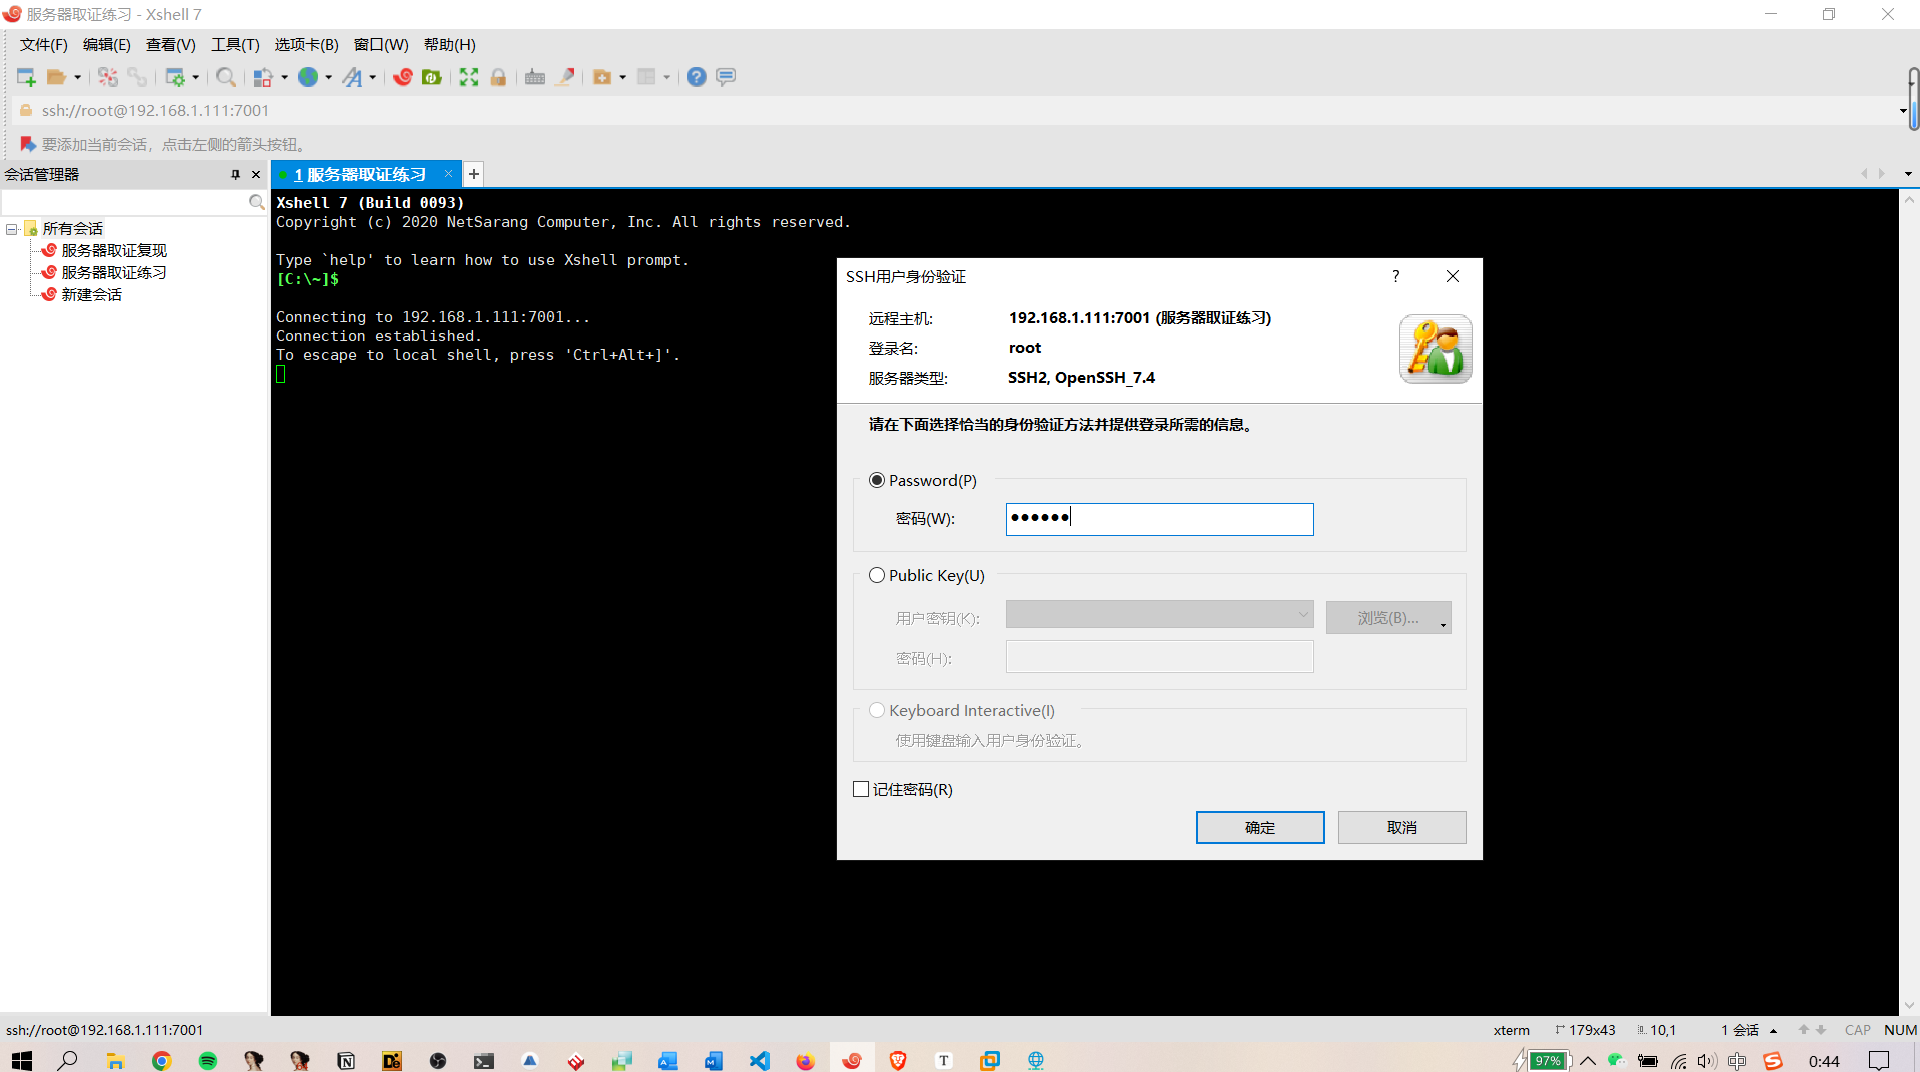 服务器取证练习 - Xshell 7
文件(F) 编辑(E) 查看(V) 工具(T) 选项卡(B) 窗口(W) 帮助(H)
ssh://root@192.168.1.111:7001
要添加当前会话，点击左侧的箭头按钮。
会话管理器
1 服务器取证练习
所有会话
服务器取证复现
服务器取证练习
新建会话
Xshell 7 (Build 0093)
Copyright (c) 2020 NetSarang Computer, Inc. All rights reserved.
Type `help' to learn how to use Xshell prompt.
[C:\~]$
Connecting to 192.168.1.111:7001...
Connection established.
To escape to local shell, press 'Ctrl+Alt+]'.
SSH用户身份验证
远程主机: 192.168.1.111:7001 (服务器取证练习)
登录名: root
服务器类型: SSH2, OpenSSH_7.4
请在下面选择恰当的身份验证方法并提供登录所需的信息。
Password(P)
密码(W): ••••••
Public Key(U)
用户密钥(K): 浏览(B)...
密码(H):
Keyboard Interactive(I)
使用键盘输入用户身份验证。
记住密码(R)
确定 取消
ssh://root@192.168.1.111:7001 xterm 179x43 10,1 1 会话 CAP NUM
97% 中 0:44